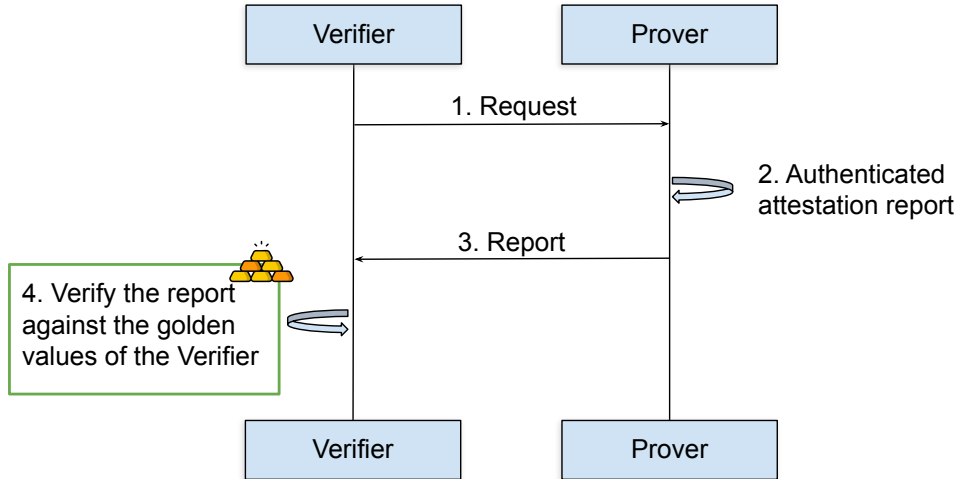 Verifier
Prover
1. Request
2. Authenticated
attestation report
3. Report
4. Verify the report
against the golden
values of the Verifier
Verifier
Prover